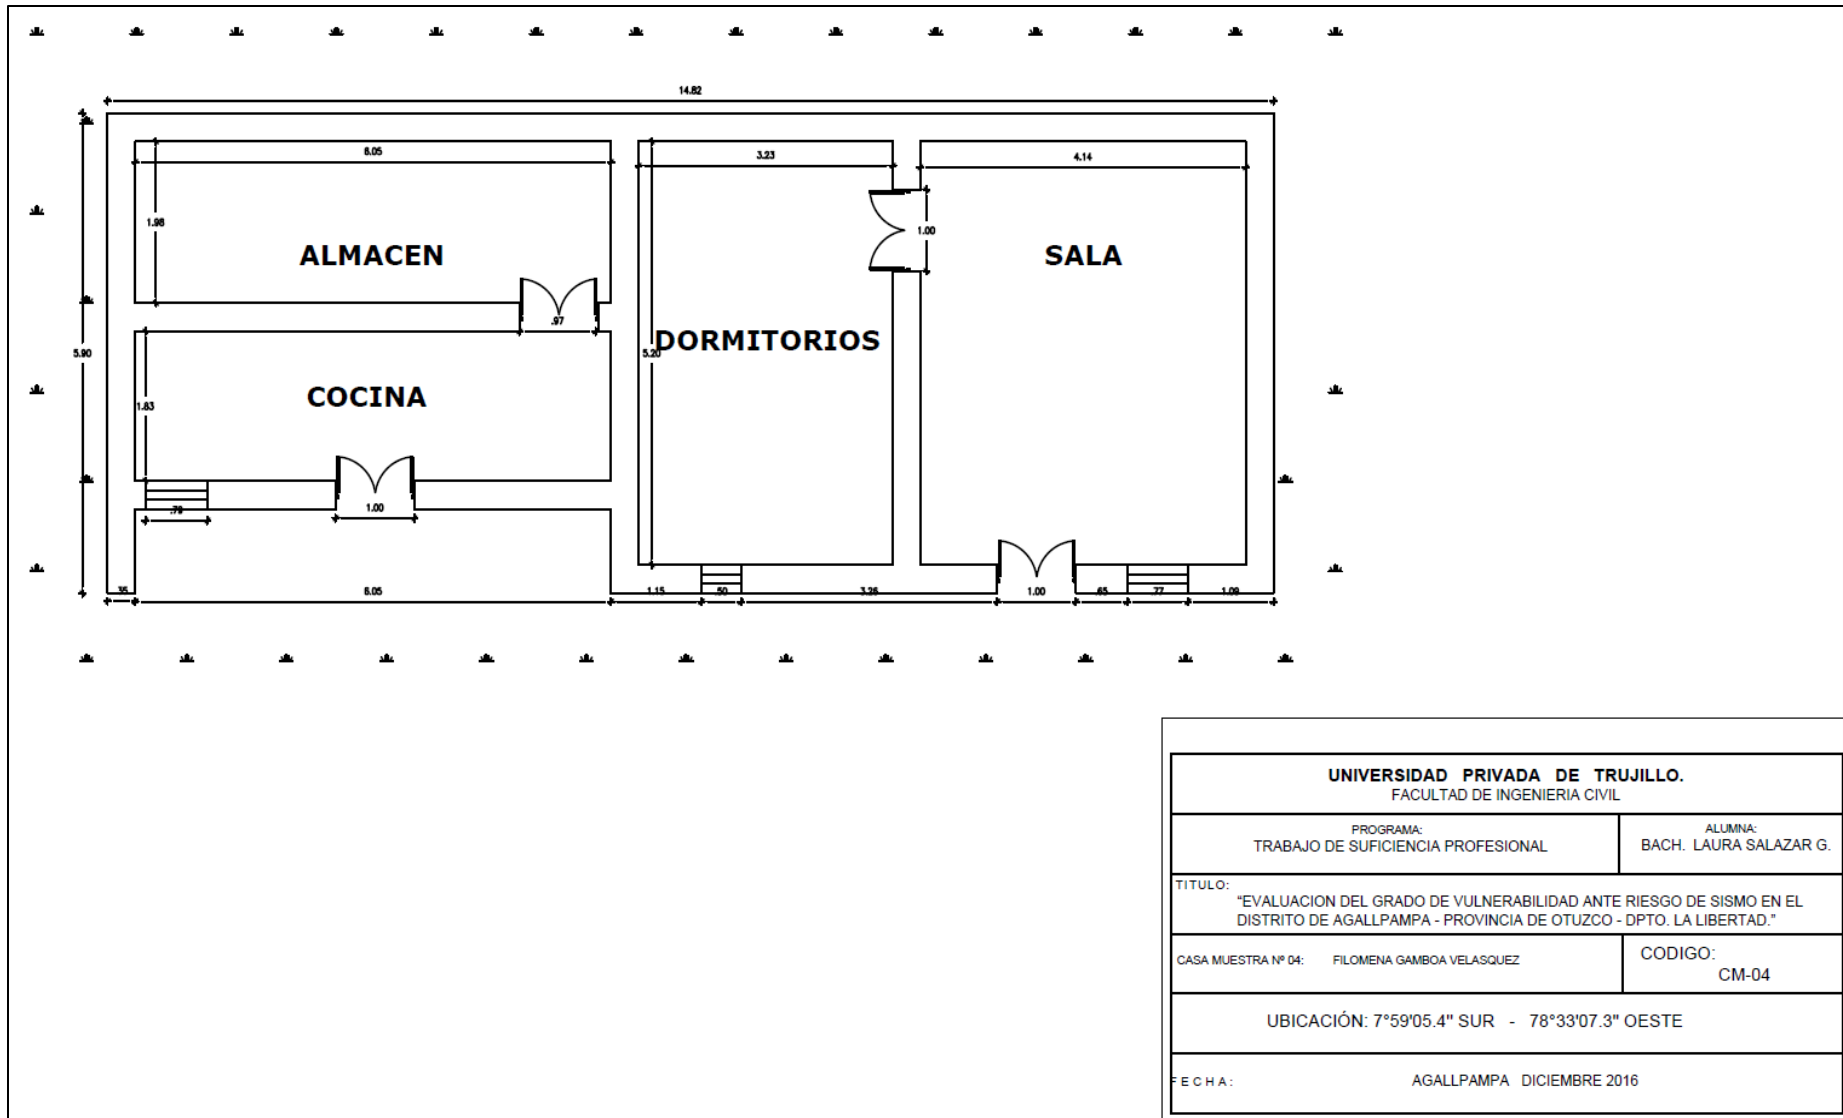 14.82
6.05
3.23
4.14
1.98
1.00
ALMACEN
SALA
.97
DORMITORIOS
5.90
5.20
COCINA
1.83
.79
1.00
.35
6.05
1.15
.50
3.26
1.00
.65
.77
1.09
UNIVERSIDAD PRIVADA DE TRUJILLO.
FACULTAD DE INGENIERIA CIVIL
PROGRAMA:
TRABAJO DE SUFICIENCIA PROFESIONAL
ALUMNA:
BACH. LAURA SALAZAR G.
TITULO:
"EVALUACION DEL GRADO DE VULNERABILIDAD ANTE RIESGO DE SISMO EN EL
DISTRITO DE AGALLPAMPA - PROVINCIA DE OTUZCO - DPTO. LA LIBERTAD."
CASA MUESTRA Nº 04: FILOMENA GAMBOA VELASQUEZ
CODIGO:
CM-04
UBICACIÓN: 7°59'05.4" SUR - 78°33'07.3" OESTE
FECHA: AGALLPAMPA DICIEMBRE 2016